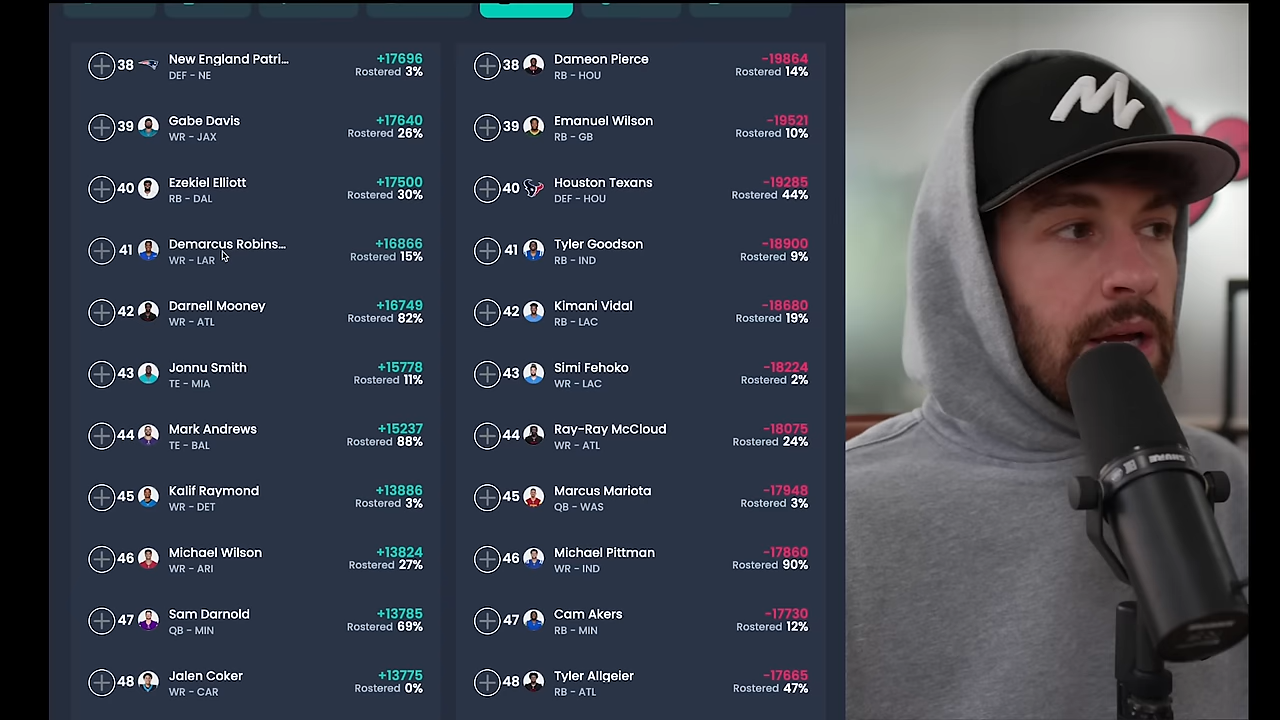 38 New England Patri... +17696
DEF - NE Rostered 3%
39 Gabe Davis +17640
WR - JAX Rostered 26%
40 Ezekiel Elliott +17500
RB - DAL Rostered 30%
41 Demarcus Robins... +16866
WR - LAR Rostered 15%
42 Darnell Mooney +16749
WR - ATL Rostered 82%
43 Jonnu Smith +15778
TE - MIA Rostered 11%
44 Mark Andrews +15237
TE - BAL Rostered 88%
45 Kalif Raymond +13886
WR - DET Rostered 3%
46 Michael Wilson +13824
WR - ARI Rostered 27%
47 Sam Darnold +13785
QB - MIN Rostered 69%
48 Jalen Coker +13775
WR - CAR Rostered 0%
38 Dameon Pierce -19864
RB - HOU Rostered 14%
39 Emanuel Wilson -19521
RB - GB Rostered 10%
40 Houston Texans -19285
DEF - HOU Rostered 44%
41 Tyler Goodson -18900
RB - IND Rostered 9%
42 Kimani Vidal -18680
RB - LAC Rostered 19%
43 Simi Fehoko -18224
WR - LAC Rostered 2%
44 Ray-Ray McCloud -18075
WR - ATL Rostered 24%
45 Marcus Mariota -17948
QB - WAS Rostered 3%
46 Michael Pittman -17860
WR - IND Rostered 90%
47 Cam Akers -17730
RB - MIN Rostered 12%
48 Tyler Allgeier -17665
RB - ATL Rostered 47%